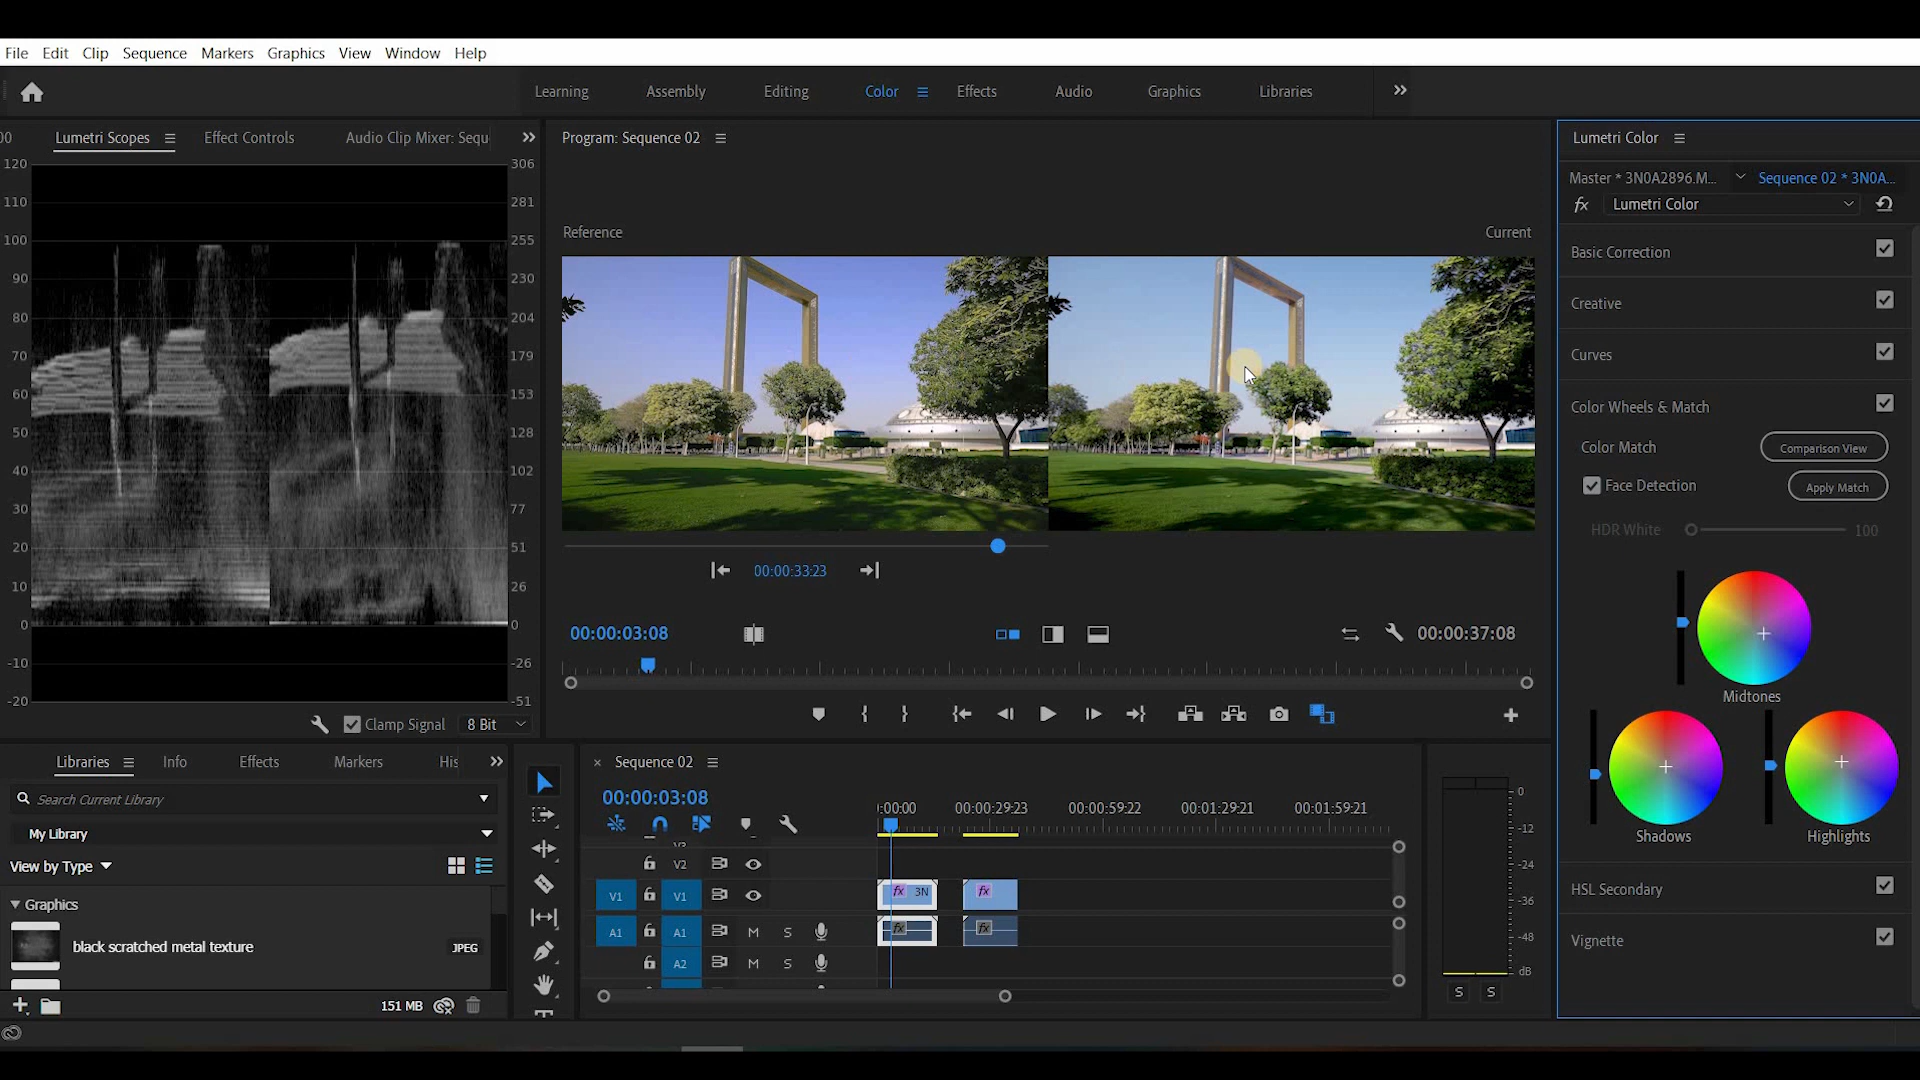 File Edit Clip Sequence Markers Graphics View Window Help
Learning Assembly Editing Color Effects Audio Graphics Libraries
00 Lumetri Scopes Effect Controls Audio Clip Mixer: Sequ
120 306
110 281
100 255
90 230
80 204
70 179
60 153
50 128
40 102
30 77
20 51
10 26
0 0
-10 -26
-20 -51
Clamp Signal 8 Bit
Program: Sequence 02
Reference Current
00:00:33:23
00:00:03:08 00:00:37:08
Lumetri Color
Master * 3N0A2896.M... Sequence 02 * 3N0A...
fx Lumetri Color
Basic Correction
Creative
Curves
Color Wheels & Match
Color Match Comparison View
Face Detection Apply Match
HDR White 100
Midtones
Shadows Highlights
HSL Secondary
Vignette
Libraries Info Effects Markers His
Search Current Library
My Library
View by Type
Graphics
black scratched metal texture JPEG
151 MB
× Sequence 02
00:00:03:08
:00:00 00:00:29:23 00:00:59:22 00:01:29:21 00:01:59:21
V2
V1 V1 fx 3N fx
A1 A1 M S fx fx
A2 M S
0
-12
-24
-36
-48
dB
S S